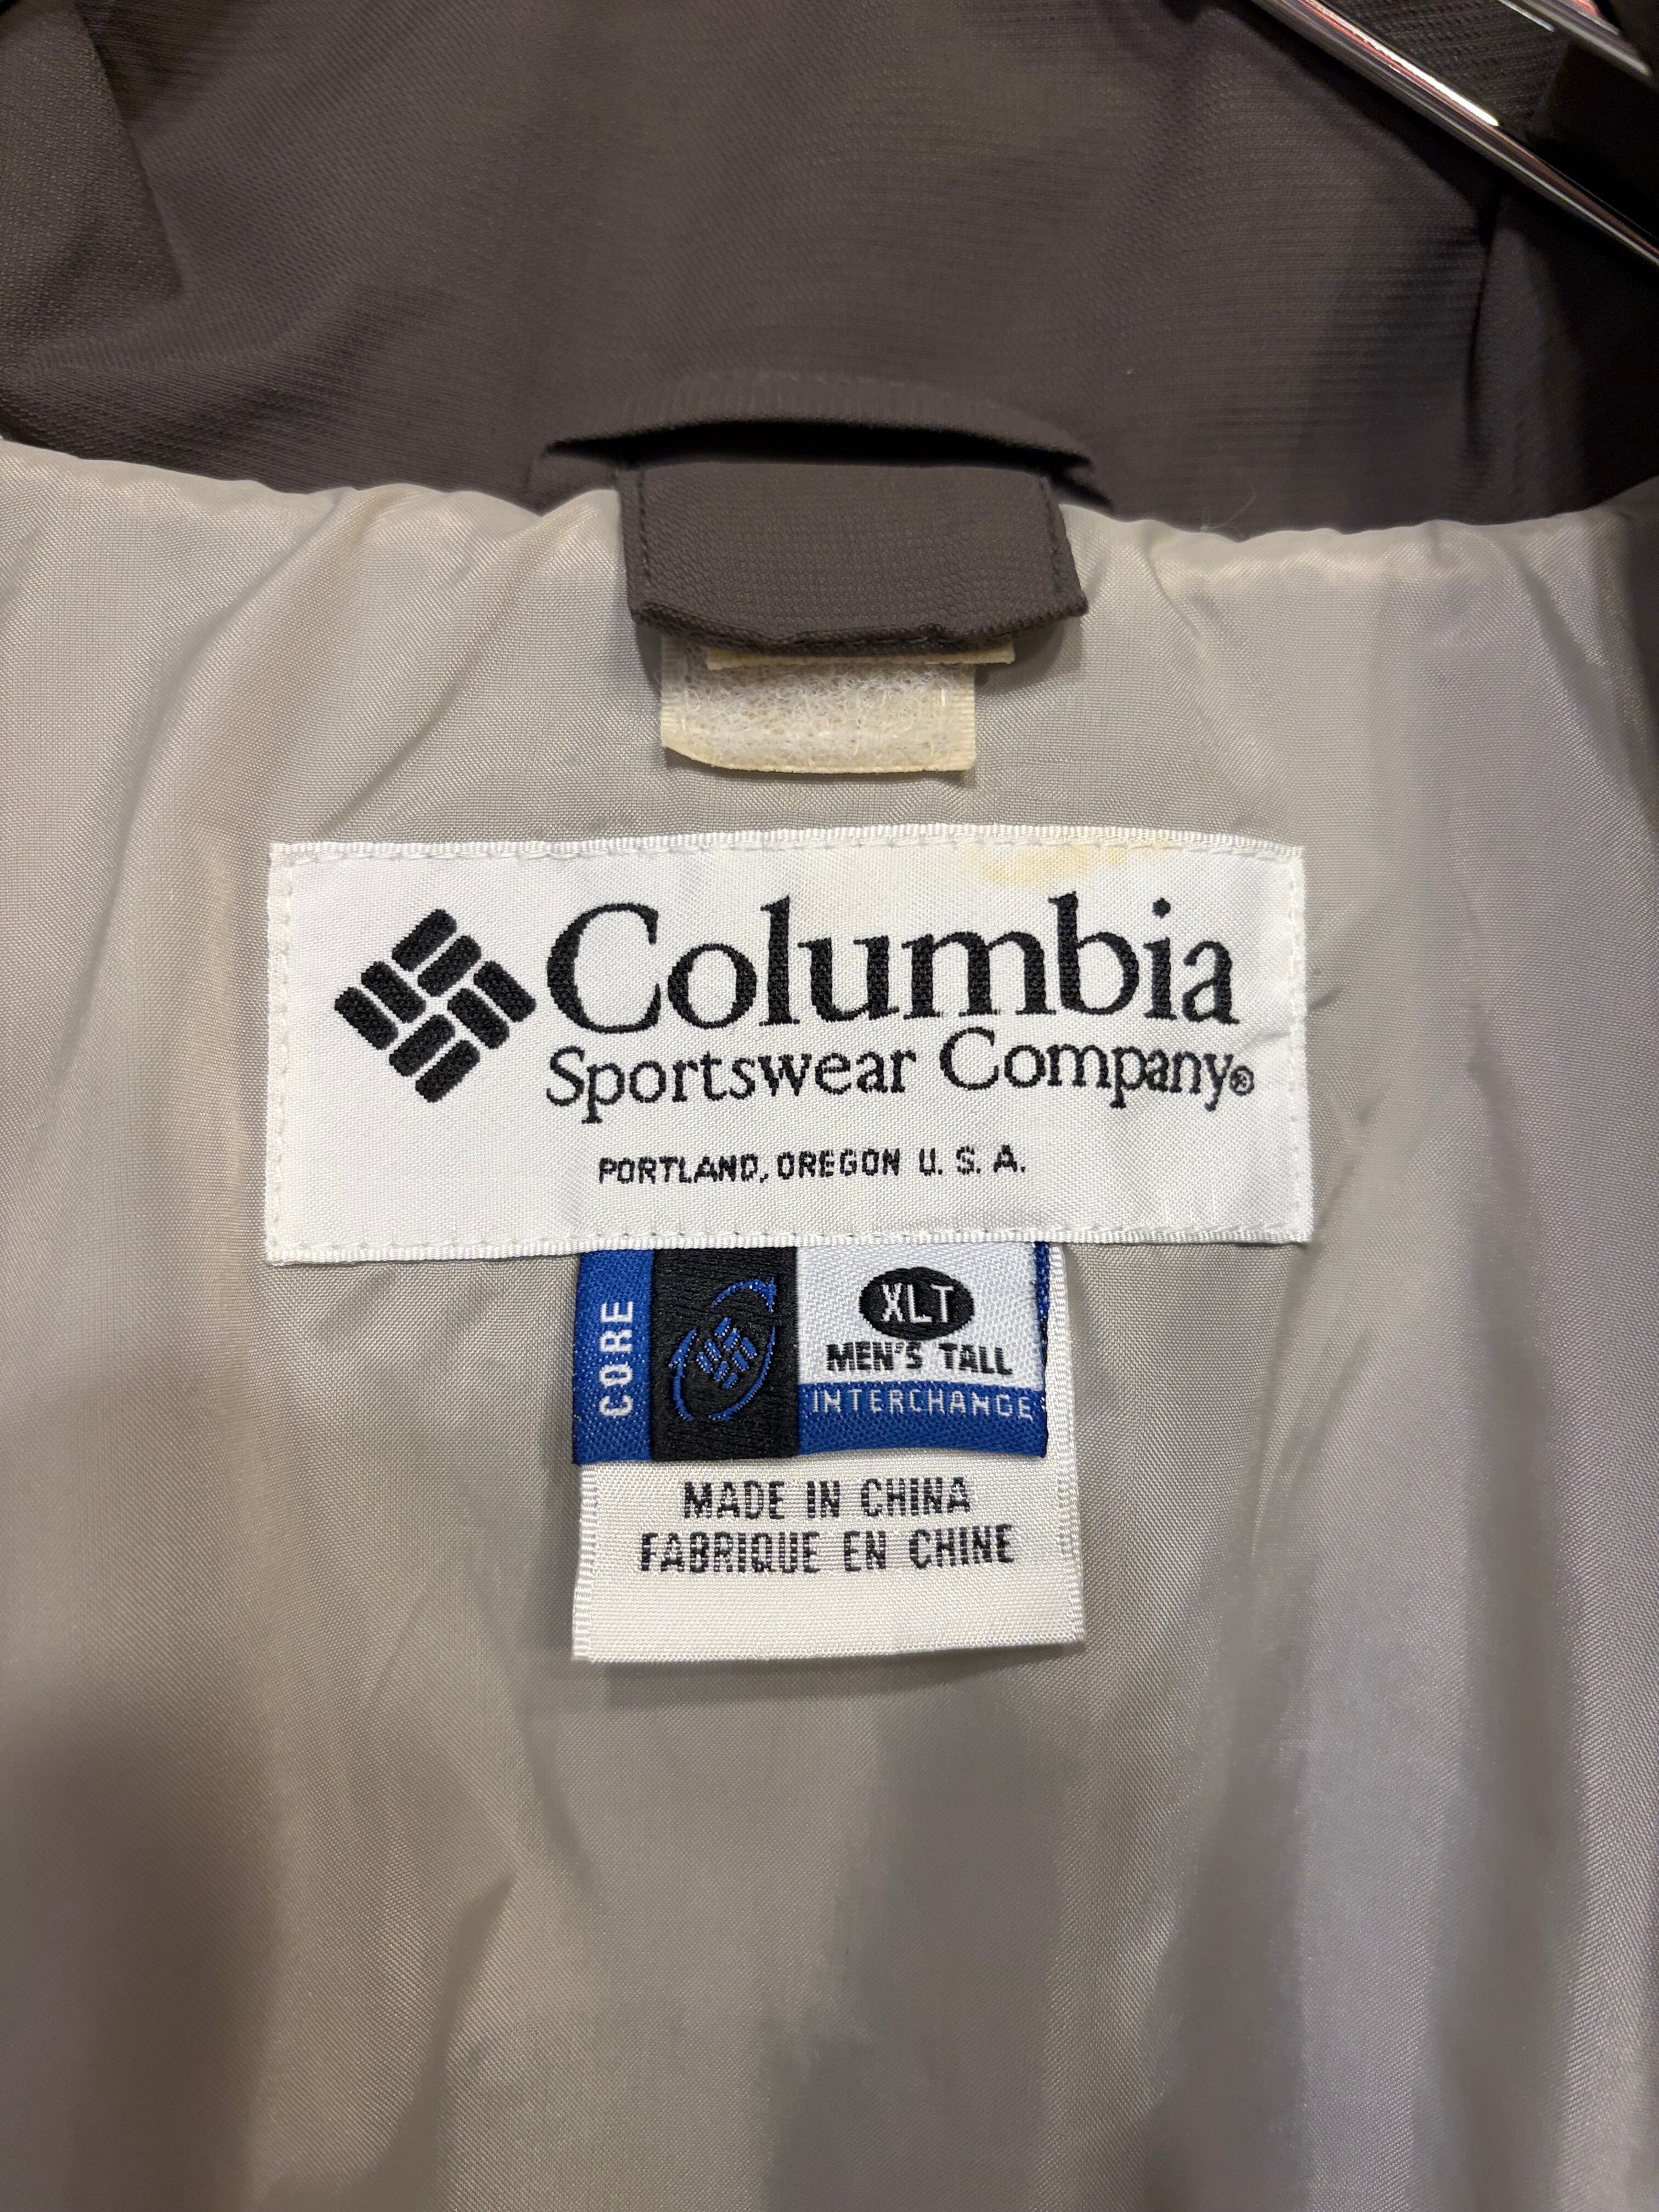 Columbia
Sportswear Company®
PORTLAND, OREGON U. S. A.
CORE
XLT
MEN'S TALL
INTERCHANGE
MADE IN CHINA
FABRIQUE EN CHINE